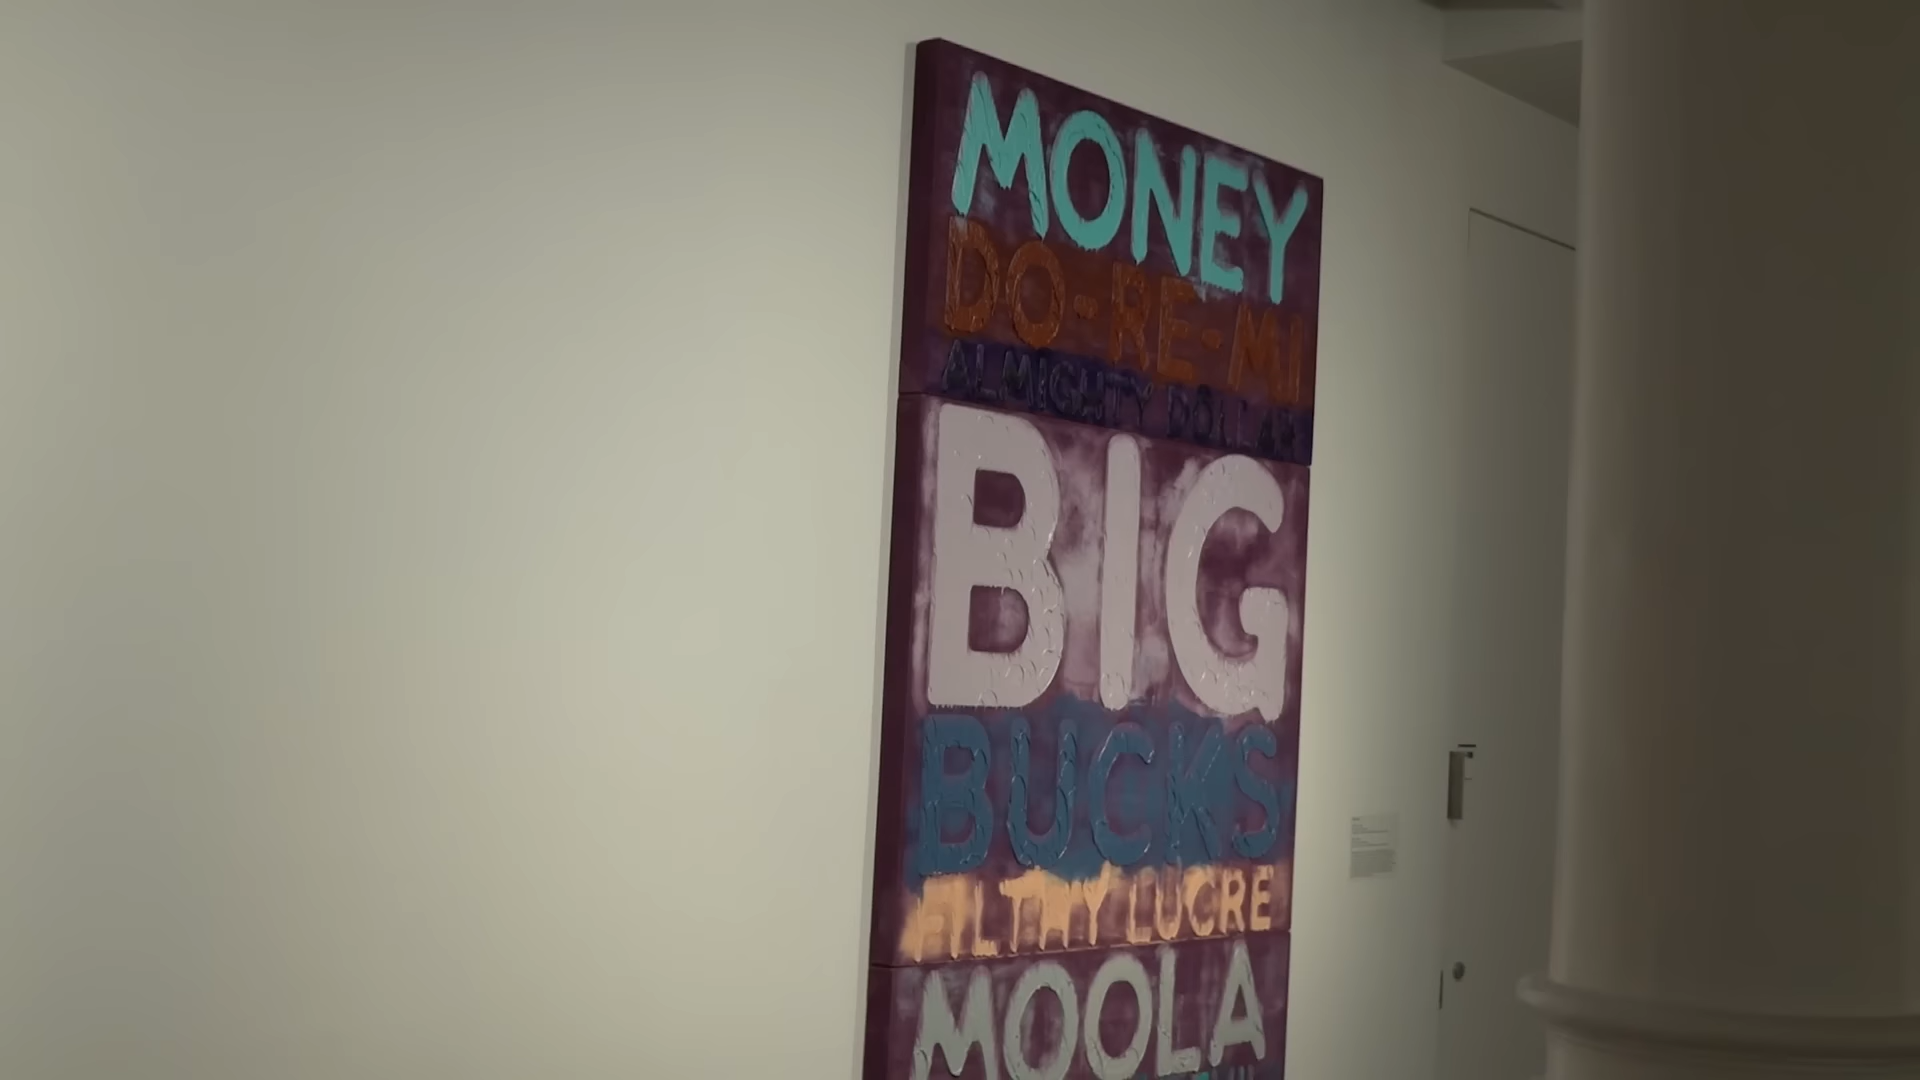 MONEY
DO-RE-MI
ALMIGHTY DOLLAR
BIG
BUCKS
FILTHY LUCRE
MOOLA